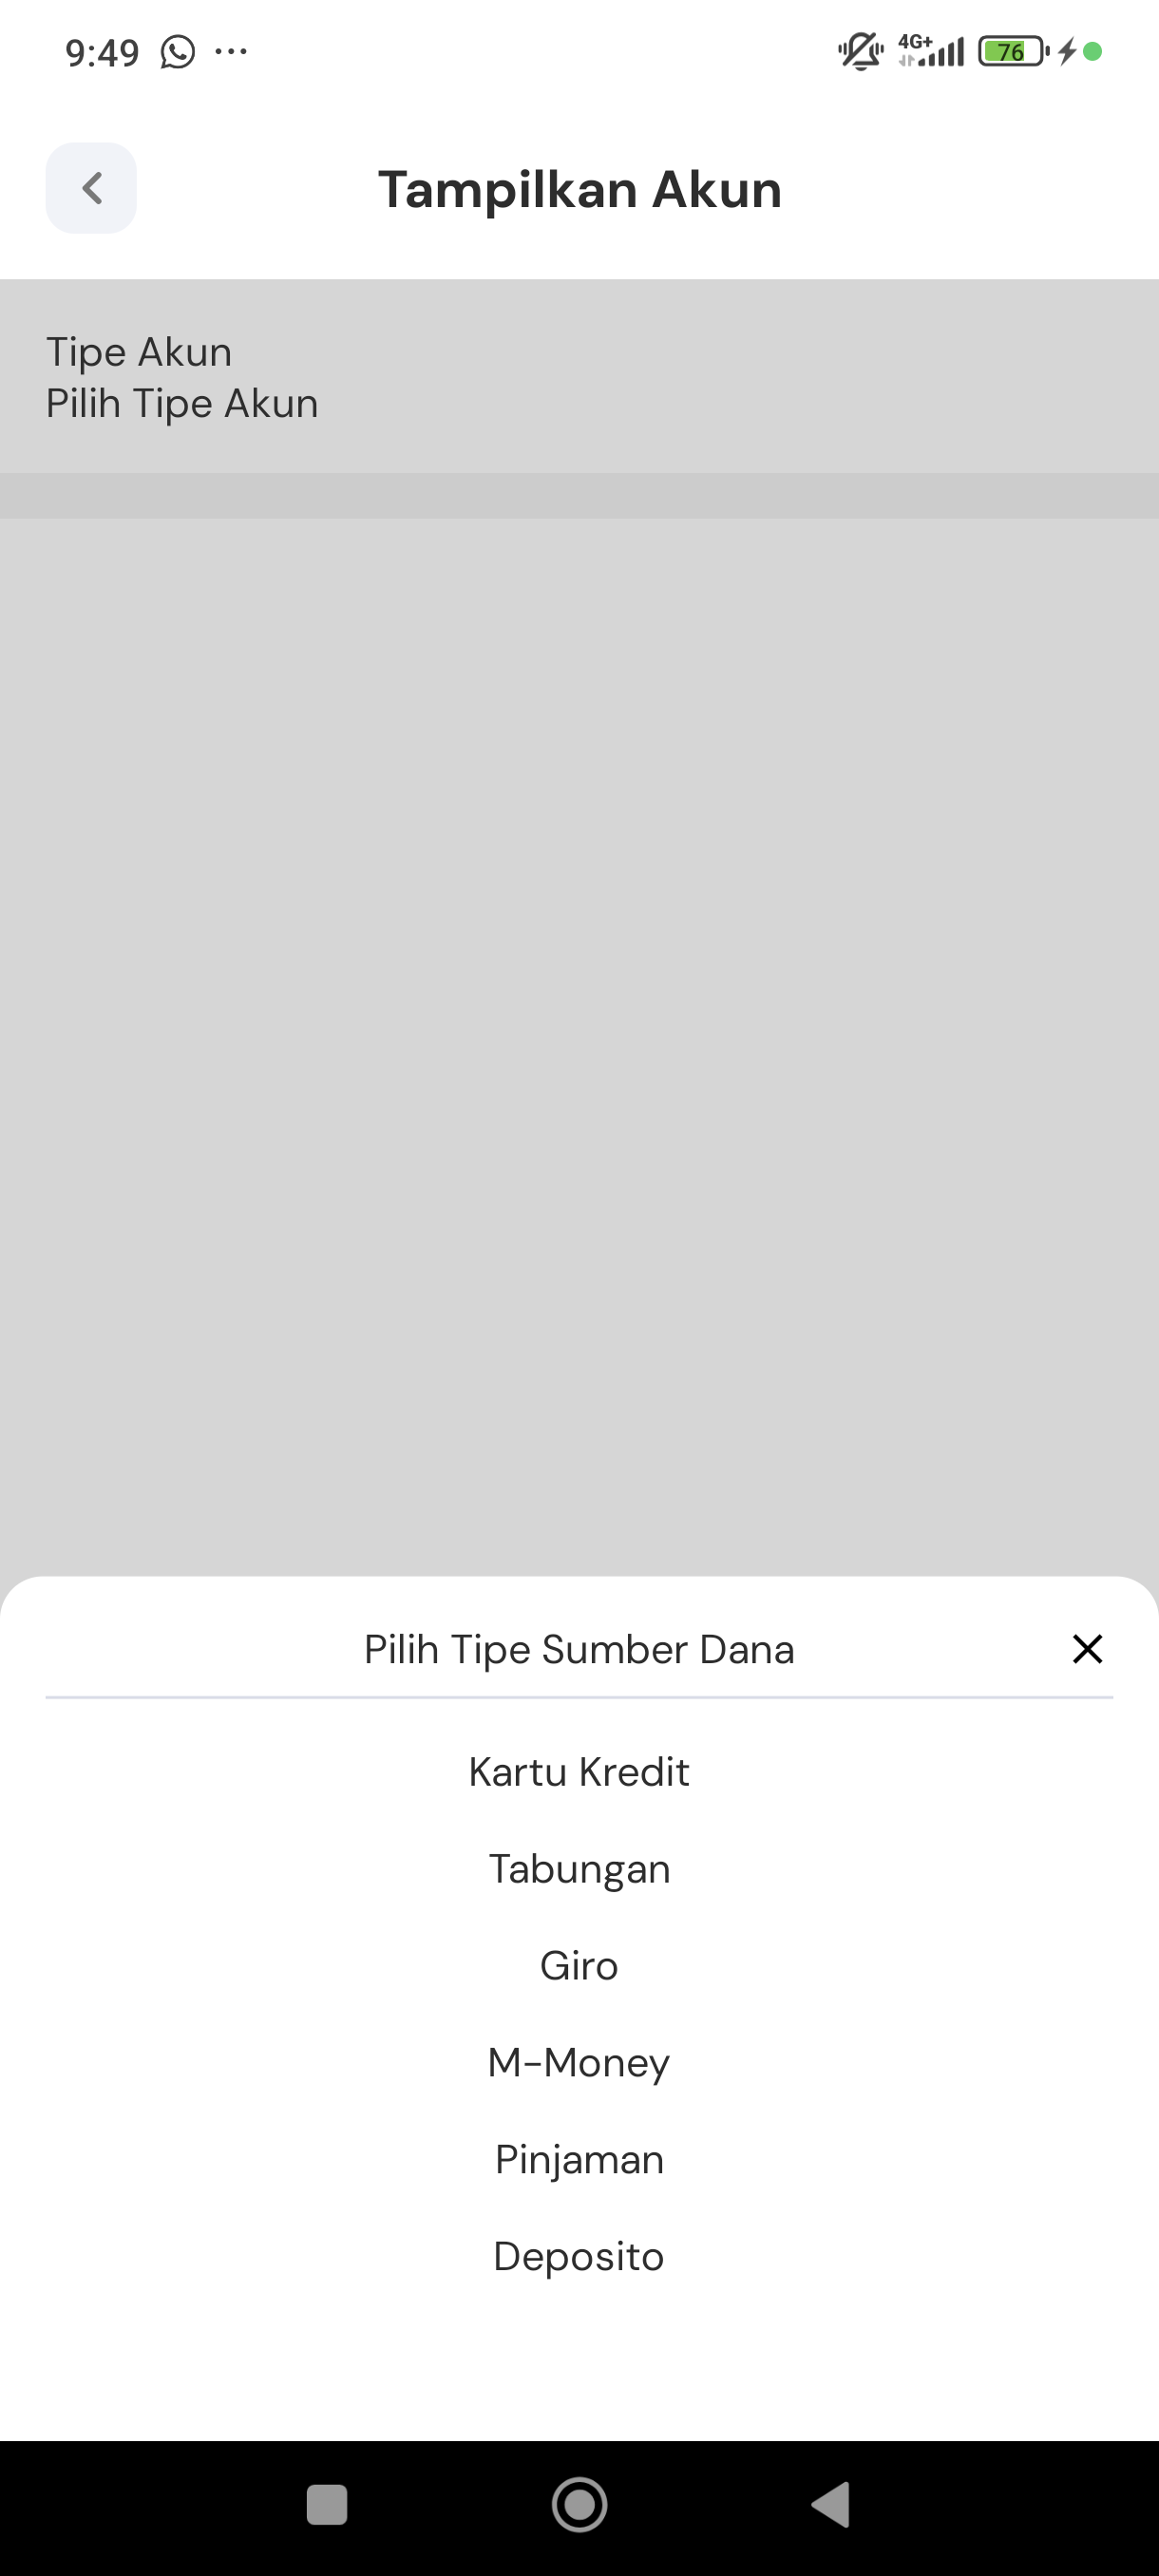 9:49
4G+
76
Tampilkan Akun
Tipe Akun
Pilih Tipe Akun
Pilih Tipe Sumber Dana
Kartu Kredit
Tabungan
Giro
M-Money
Pinjaman
Deposito